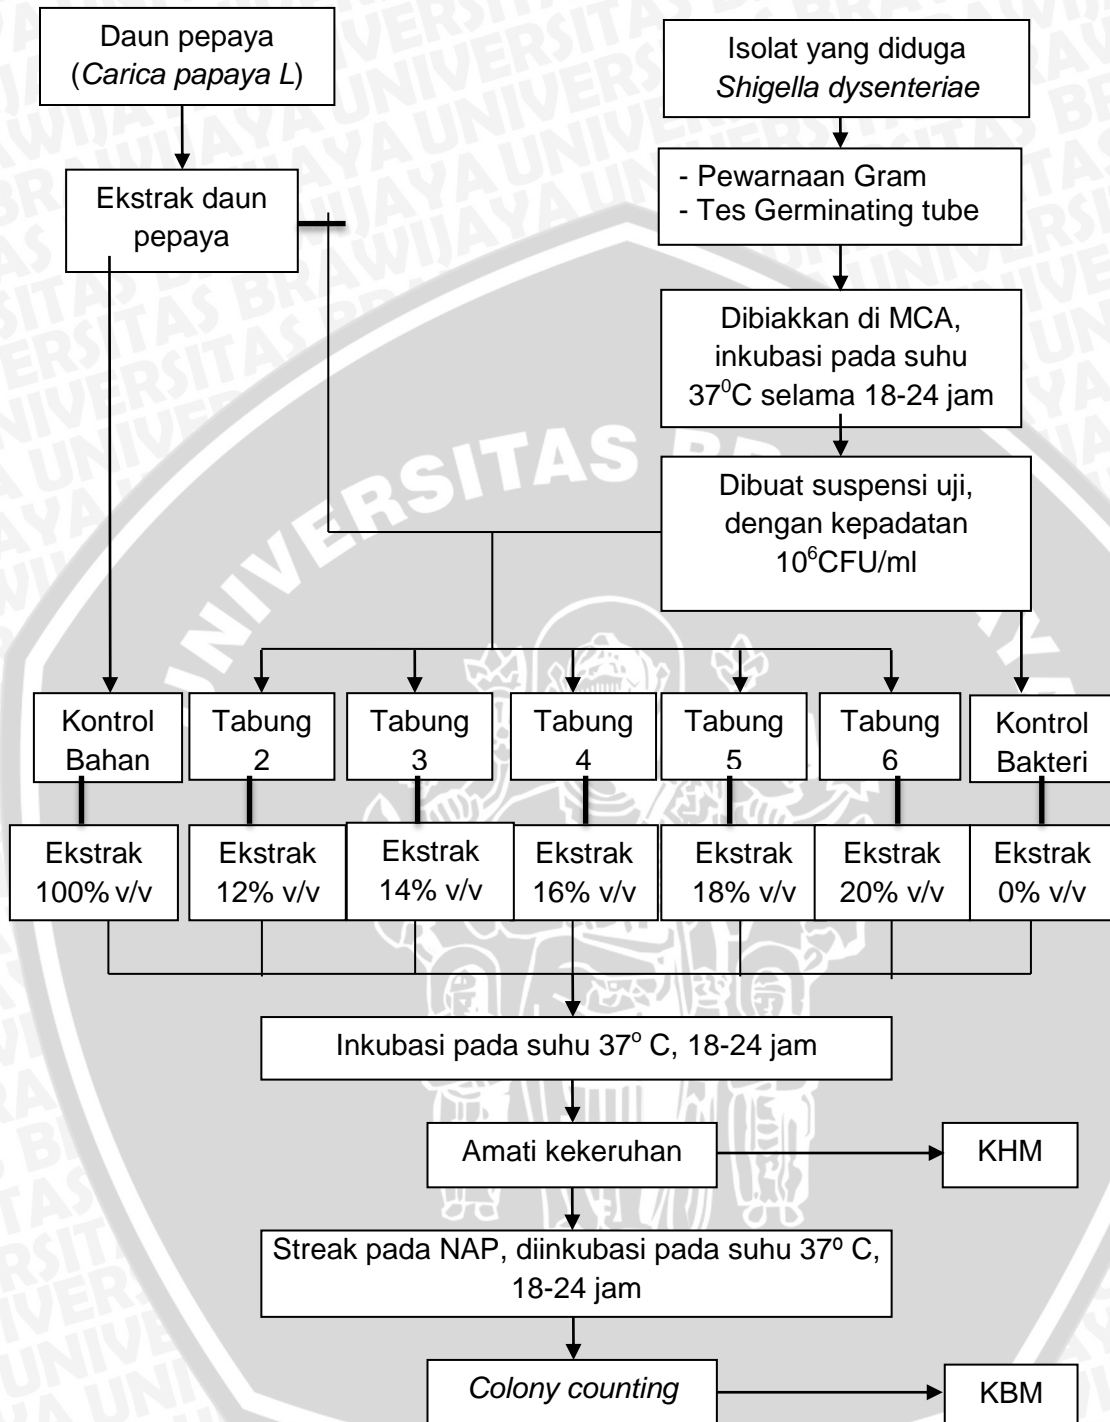 Daun pepaya
(Carica papaya L)
Isolat yang diduga
Shigella dysenteriae
Ekstrak daun
pepaya
- Pewarnaan Gram
- Tes Germinating tube
Dibiakkan di MCA,
inkubasi pada suhu
37⁰C selama 18-24 jam
Dibuat suspensi uji,
dengan kepadatan
10⁶CFU/ml
UNIVERSITAS BR
Kontrol
Bahan
Tabung
2
Tabung
3
Tabung
4
Tabung
5
Tabung
6
Kontrol
Bakteri
Ekstrak
100% v/v
Ekstrak
12% v/v
Ekstrak
14% v/v
Ekstrak
16% v/v
Ekstrak
18% v/v
Ekstrak
20% v/v
Ekstrak
0% v/v
Inkubasi pada suhu 37° C, 18-24 jam
Amati kekeruhan
KHM
Streak pada NAP, diinkubasi pada suhu 37º C,
18-24 jam
Colony counting
KBM